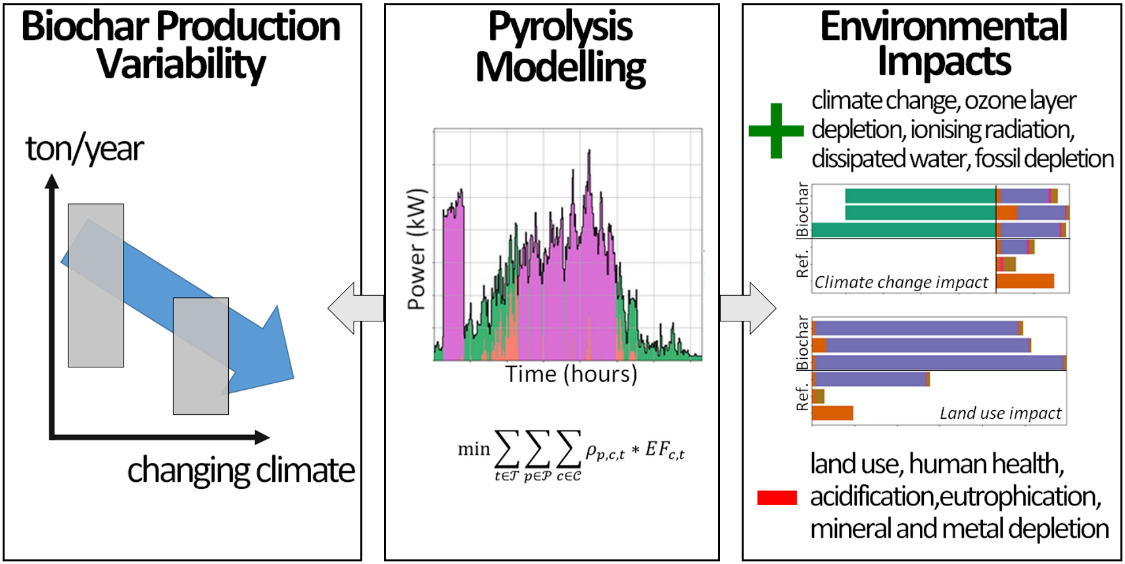 Biochar Production
Variability
ton/year
changing climate
Pyrolysis
Modelling
Power (kW)
Time (hours)
min ∑ t∈𝒯 ∑ p∈𝒫 ∑ c∈𝒞 ρp,c,t * EFc,t
Environmental
Impacts
climate change, ozone layer
depletion, ionising radiation,
dissipated water, fossil depletion
Biochar
Ref.
Climate change impact
Biochar
Ref.
Land use impact
land use, human health,
acidification,eutrophication,
mineral and metal depletion